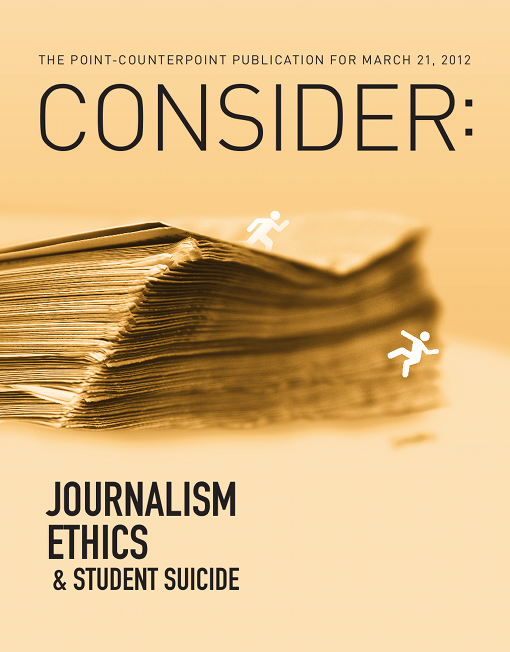 THE POINT-COUNTERPOINT PUBLICATION FOR MARCH 21, 2012
CONSIDER:
JOURNALISM
ETHICS
& STUDENT SUICIDE